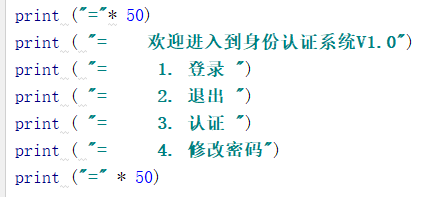 print ("="* 50)
print ( "=    欢迎进入到身份认证系统V1.0")
print ( "=     1. 登录 ")
print ( "=     2. 退出 ")
print ( "=     3. 认证 ")
print ( "=     4. 修改密码")
print ("=" * 50)